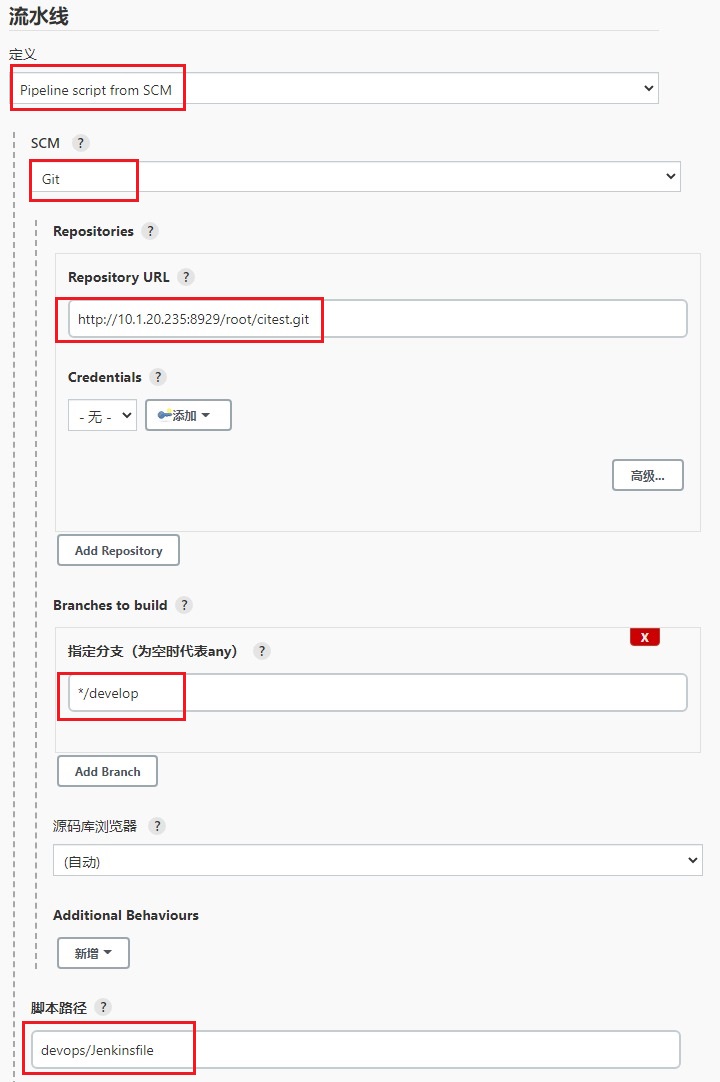 流水线
定义
Pipeline script from SCM
SCM ?
Git
Repositories ?
Repository URL ?
http://10.1.20.235:8929/root/citest.git
Credentials ?
- 无 - 添加
高级...
Add Repository
Branches to build ?
X
指定分支（为空时代表any） ?
*/develop
Add Branch
源码库浏览器 ?
(自动)
Additional Behaviours
新增
脚本路径 ?
devops/Jenkinsfile